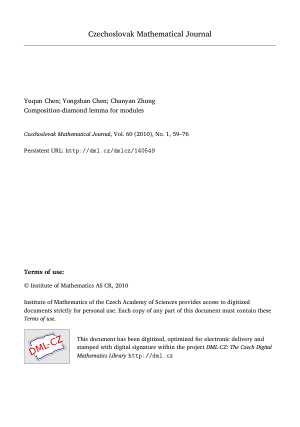 Czechoslovak Mathematical Journal
Yuqun Chen; Yongshan Chen; Chanyan Zhong
Composition-diamond lemma for modules
Czechoslovak Mathematical Journal, Vol. 60 (2010), No. 1, 59–76
Persistent URL: http://dml.cz/dmlcz/140549
Terms of use:
© Institute of Mathematics AS CR, 2010
Institute of Mathematics of the Czech Academy of Sciences provides access to digitized
documents strictly for personal use. Each copy of any part of this document must contain these
Terms of use.
DML-CZ
This document has been digitized, optimized for electronic delivery and
stamped with digital signature within the project DML-CZ: The Czech Digital
Mathematics Library http://dml.cz